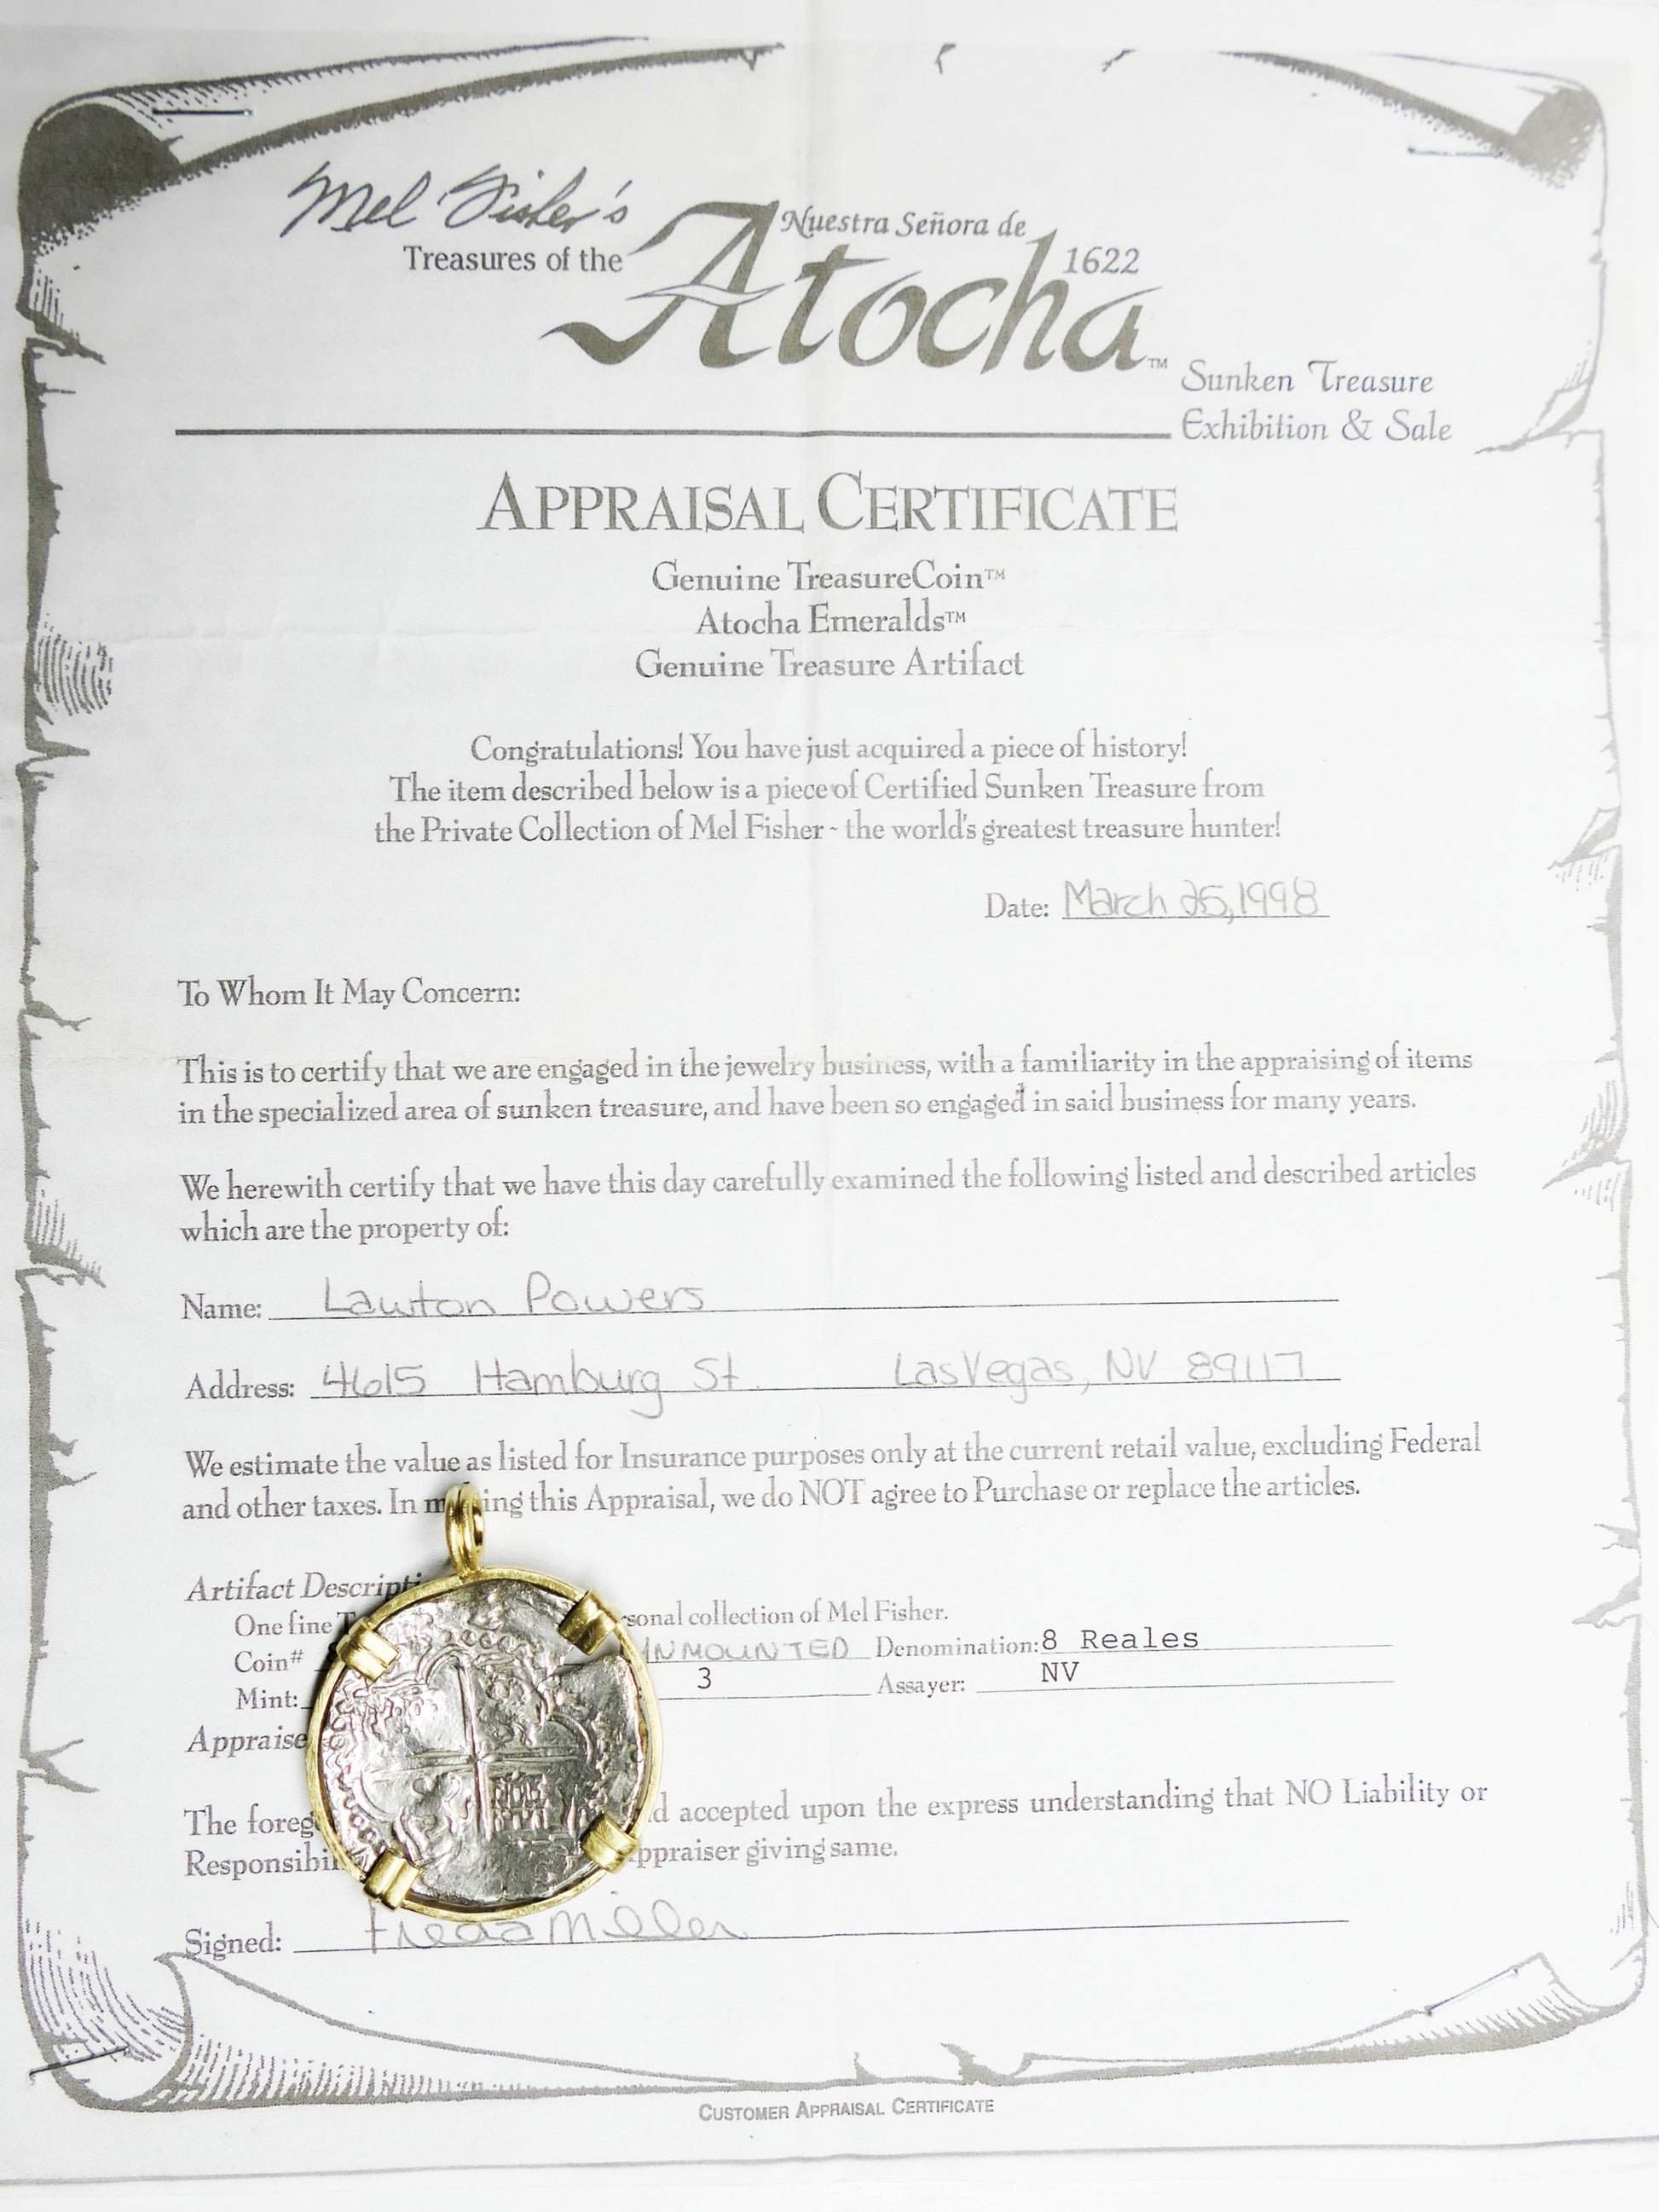 Mel Fisher's
Treasures of the
Nuestra Señora de
Atocha™
1622
Sunken Treasure
Exhibition & Sale
APPRAISAL CERTIFICATE
Genuine TreasureCoin™
Atocha Emeralds™
Genuine Treasure Artifact
Congratulations! You have just acquired a piece of history!
The item described below is a piece of Certified Sunken Treasure from
the Private Collection of Mel Fisher ~ the world's greatest treasure hunter!
Date: March 25, 1998
To Whom It May Concern:
This is to certify that we are engaged in the jewelry business, with a familiarity in the appraising of items
in the specialized area of sunken treasure, and have been so engaged in said business for many years.
We herewith certify that we have this day carefully examined the following listed and described articles
which are the property of:
Name: Lawton Powers
Address: 4615 Hamburg St. Las Vegas, NV 89117
We estimate the value as listed for Insurance purposes only at the current retail value, excluding Federal
and other taxes. In m ing this Appraisal, we do NOT agree to Purchase or replace the articles.
Artifact Descripti
One fine T rsonal collection of Mel Fisher.
Coin# UNMOUNTED Denomination: 8 Reales
Mint: 3 Assayer: NV
Appraise
The foreg d accepted upon the express understanding that NO Liability or
Responsibil ppraiser giving same.
Signed: Freda Miller
CUSTOMER APPRAISAL CERTIFICATE